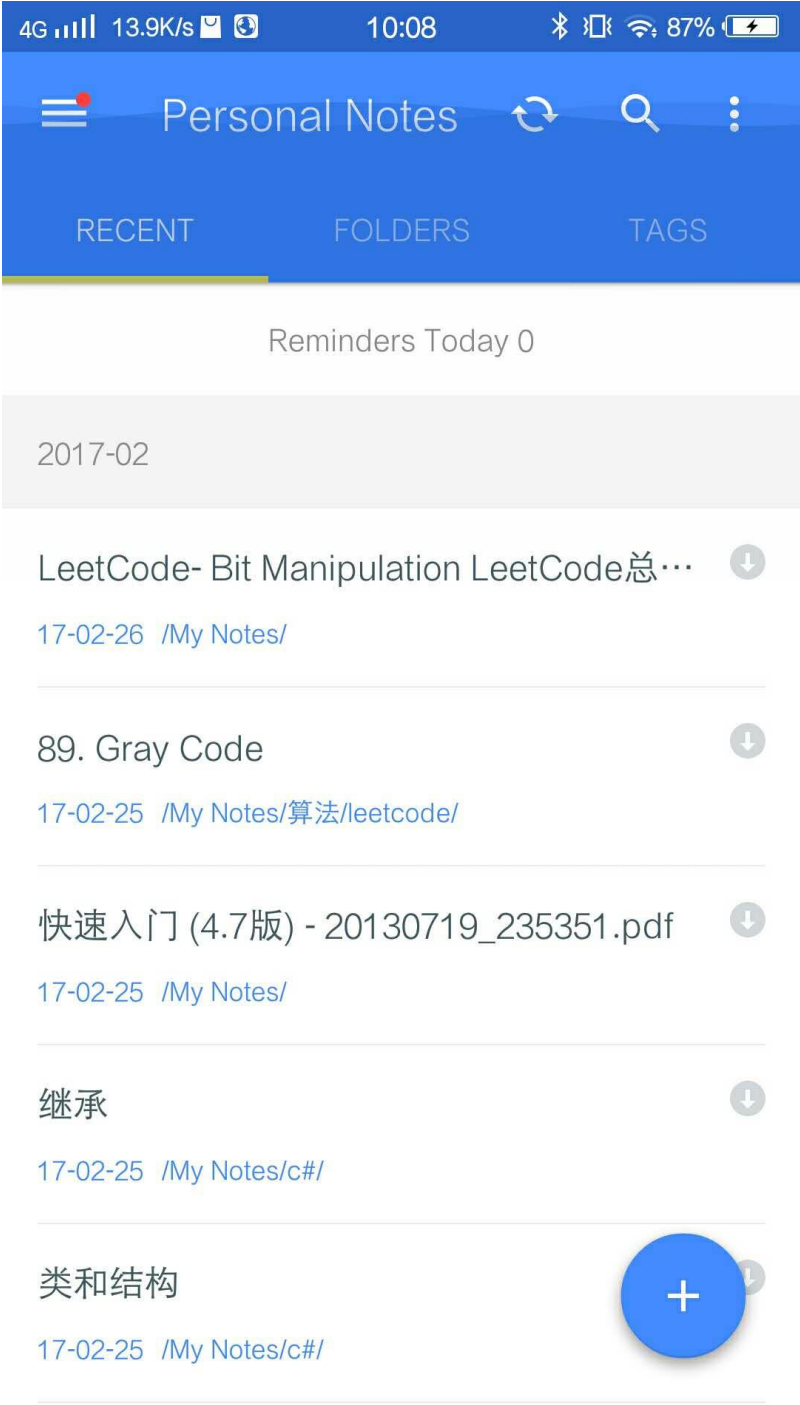 4G 13.9K/s 10:08 87%
Personal Notes
RECENT FOLDERS TAGS
Reminders Today 0
2017-02
LeetCode- Bit Manipulation LeetCode总…
17-02-26 /My Notes/
89. Gray Code
17-02-25 /My Notes/算法/leetcode/
快速入门 (4.7版) - 20130719_235351.pdf
17-02-25 /My Notes/
继承
17-02-25 /My Notes/c#/
类和结构
17-02-25 /My Notes/c#/